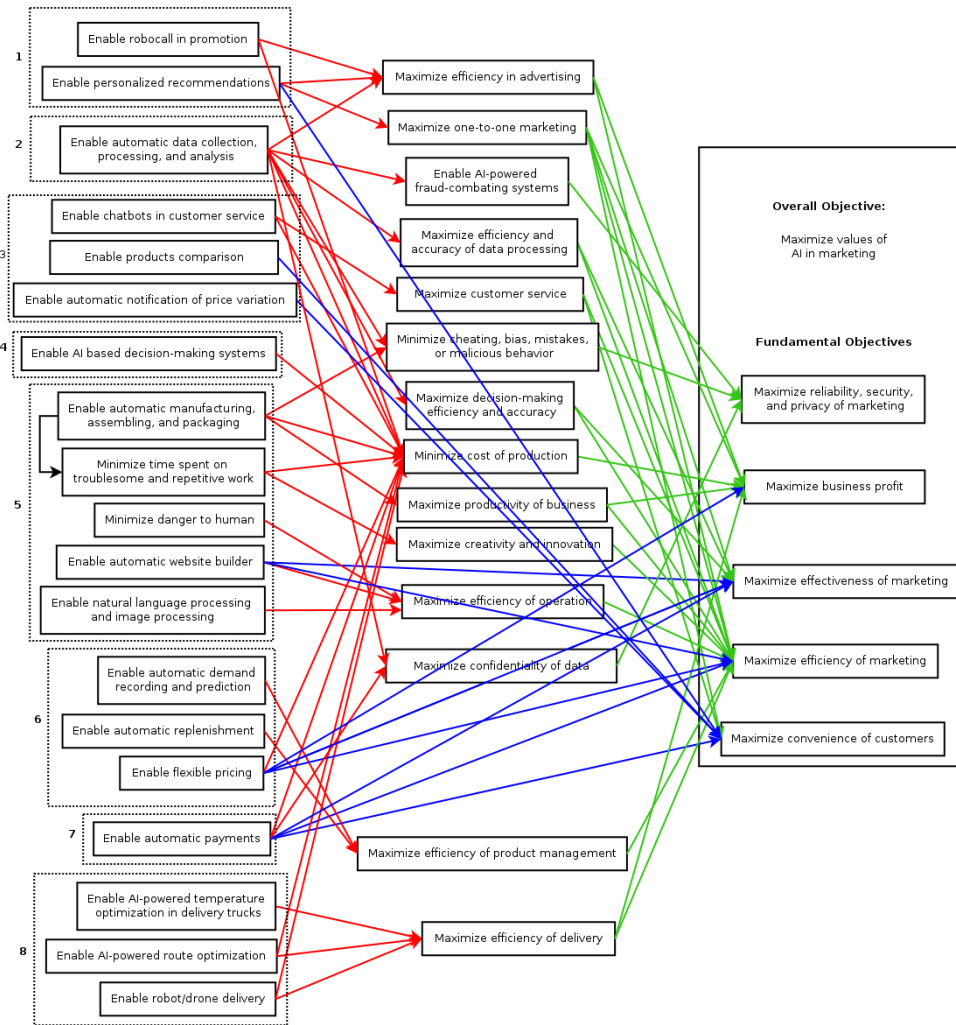 1
Enable robocall in promotion
Enable personalized recommendations
2
Enable automatic data collection,
processing, and analysis
3
Enable chatbots in customer service
Enable products comparison
Enable automatic notification of price variation
4
Enable AI based decision-making systems
5
Enable automatic manufacturing,
assembling, and packaging
Minimize time spent on
troublesome and repetitive work
Minimize danger to human
Enable automatic website builder
Enable natural language processing
and image processing
6
Enable automatic demand
recording and prediction
Enable automatic replenishment
Enable flexible pricing
7
Enable automatic payments
8
Enable AI-powered temperature
optimization in delivery trucks
Enable AI-powered route optimization
Enable robot/drone delivery
Maximize efficiency in advertising
Maximize one-to-one marketing
Enable AI-powered
fraud-combating systems
Maximize efficiency and
accuracy of data processing
Maximize customer service
Minimize cheating, bias, mistakes,
or malicious behavior
Maximize decision-making
efficiency and accuracy
Minimize cost of production
Maximize productivity of business
Maximize creativity and innovation
Maximize efficiency of operation
Maximize confidentiality of data
Maximize efficiency of product management
Maximize efficiency of delivery
Overall Objective:
Maximize values of
AI in marketing
Fundamental Objectives
Maximize reliability, security,
and privacy of marketing
Maximize business profit
Maximize effectiveness of marketing
Maximize efficiency of marketing
Maximize convenience of customers